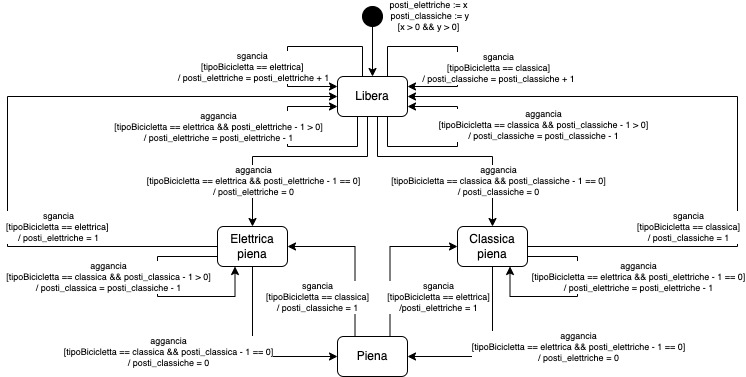 posti_elettriche := x
posti_classiche := y
[x > 0 && y > 0]
sgancia
[tipoBicicletta == elettrica]
/ posti_elettriche = posti_elettriche + 1
sgancia
[tipoBicicletta == classica]
/ posti_classiche = posti_classiche + 1
Libera
aggancia
[tipoBicicletta == elettrica && posti_elettriche - 1 > 0]
/ posti_elettriche = posti_elettriche - 1
aggancia
[tipoBicicletta == classica && posti_classiche - 1 > 0]
/ posti_classiche = posti_classiche - 1
aggancia
[tipoBicicletta == elettrica && posti_elettriche - 1 == 0]
/ posti_elettriche = 0
aggancia
[tipoBicicletta == classica && posti_classiche - 1 == 0]
/ posti_classiche = 0
sgancia
[tipoBicicletta == elettrica]
/ posti_elettriche = 1
Elettrica
piena
Classica
piena
sgancia
[tipoBicicletta == classica]
/ posti_classiche = 1
aggancia
[tipoBicicletta == classica && posti_classica - 1 > 0]
/ posti_classica = posti_classiche - 1
sgancia
[tipoBicicletta == classica]
/ posti_classiche = 1
sgancia
[tipoBicicletta == elettrica]
/posti_elettriche = 1
aggancia
[tipoBicicletta == elettrica && posti_elettriche - 1 == 0]
/ posti_elettriche = posti_elettriche - 1
aggancia
[tipoBicicletta == classica && posti_classica - 1 == 0]
/ posti_classiche = 0
Piena
aggancia
[tipoBicicletta == elettrica && posti_elettriche - 1 == 0]
/ posti_elettriche = 0